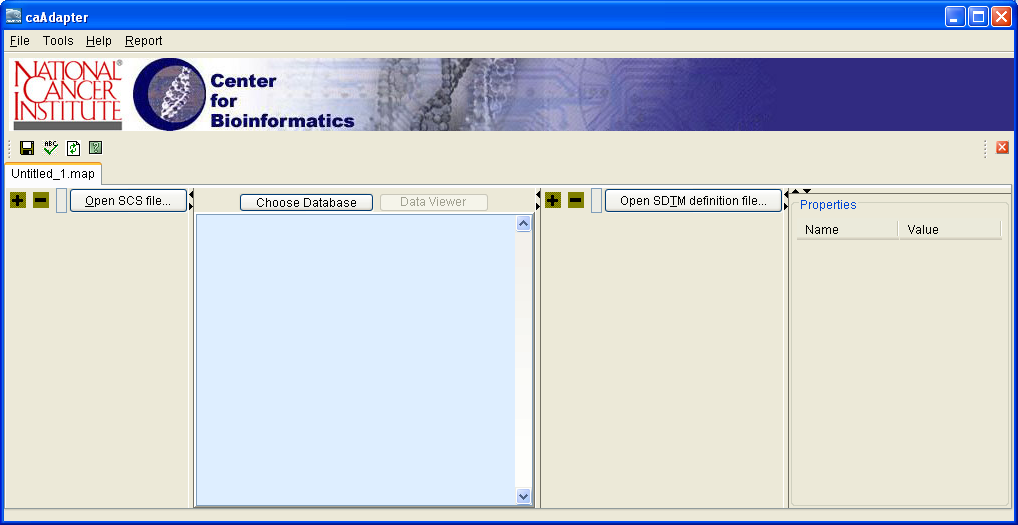 caAdapter
File Tools Help Report
NATIONAL®
CANCER
INSTITUTE
Center
for
Bioinformatics
ABC
Untitled_1.map
Open SCS file...
Choose Database
Data Viewer
Open SDTM definition file...
Properties
Name Value